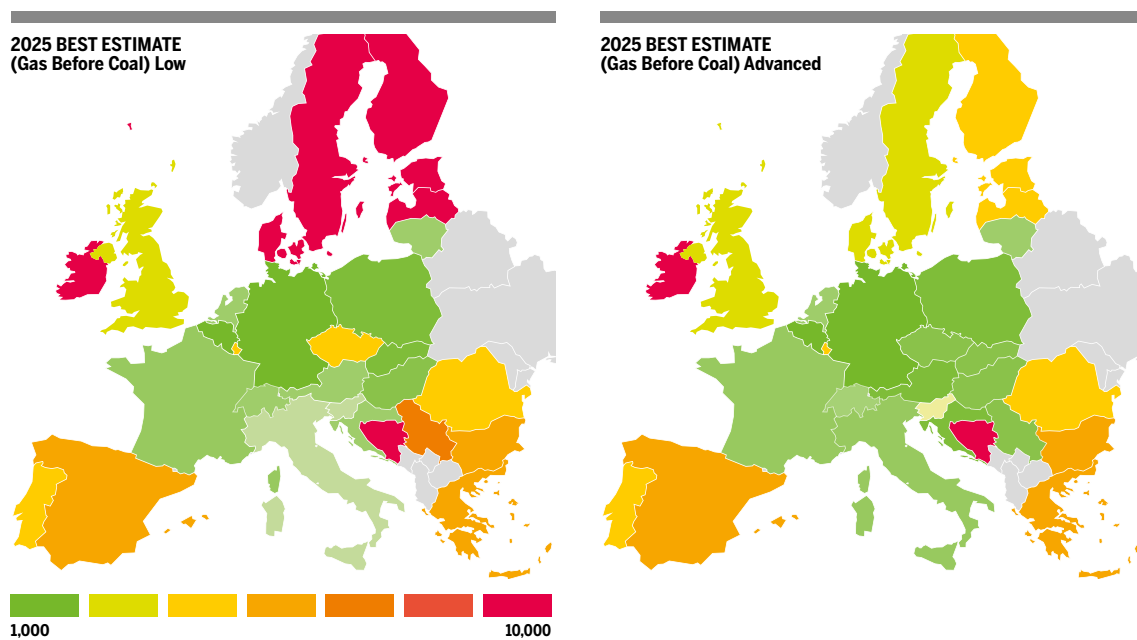 2025 BEST ESTIMATE
(Gas Before Coal) Low
2025 BEST ESTIMATE
(Gas Before Coal) Advanced
1,000
10,000